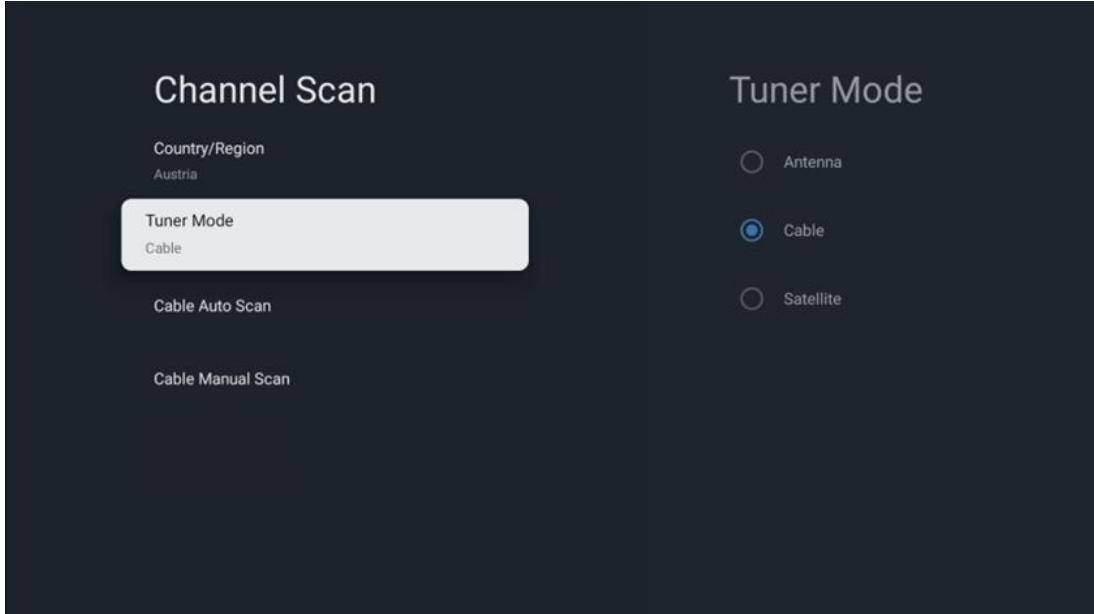 Channel Scan
Country/Region
Austria
Tuner Mode
Cable
Cable Auto Scan
Cable Manual Scan
Tuner Mode
Antenna
Cable
Satellite